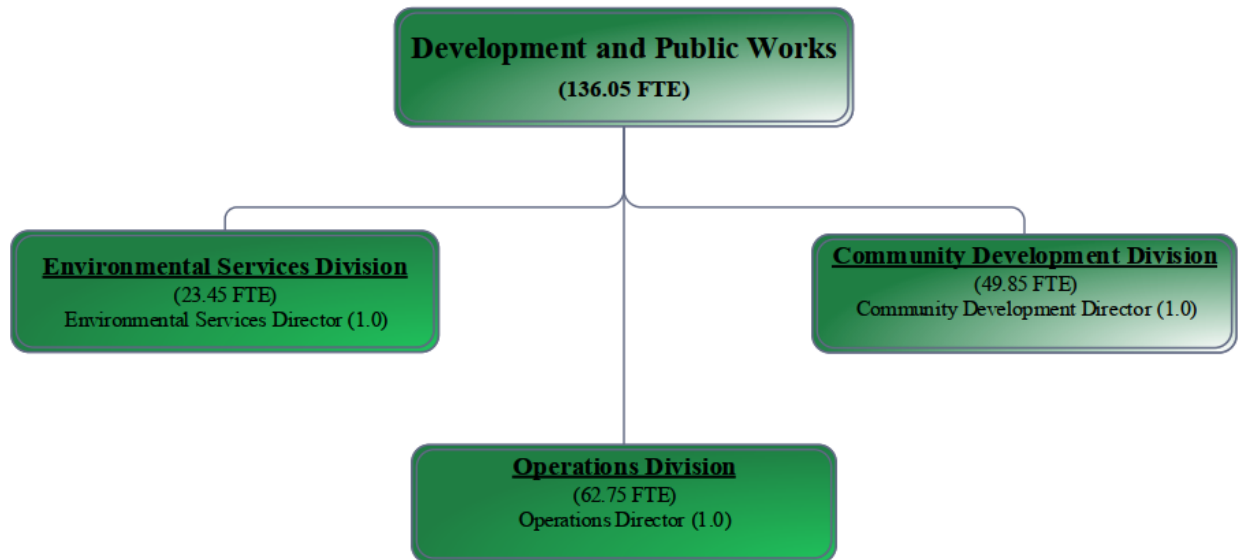 Development and Public Works
(136.05 FTE)
Environmental Services Division
(23.45 FTE)
Environmental Services Director (1.0)
Community Development Division
(49.85 FTE)
Community Development Director (1.0)
Operations Division
(62.75 FTE)
Operations Director (1.0)